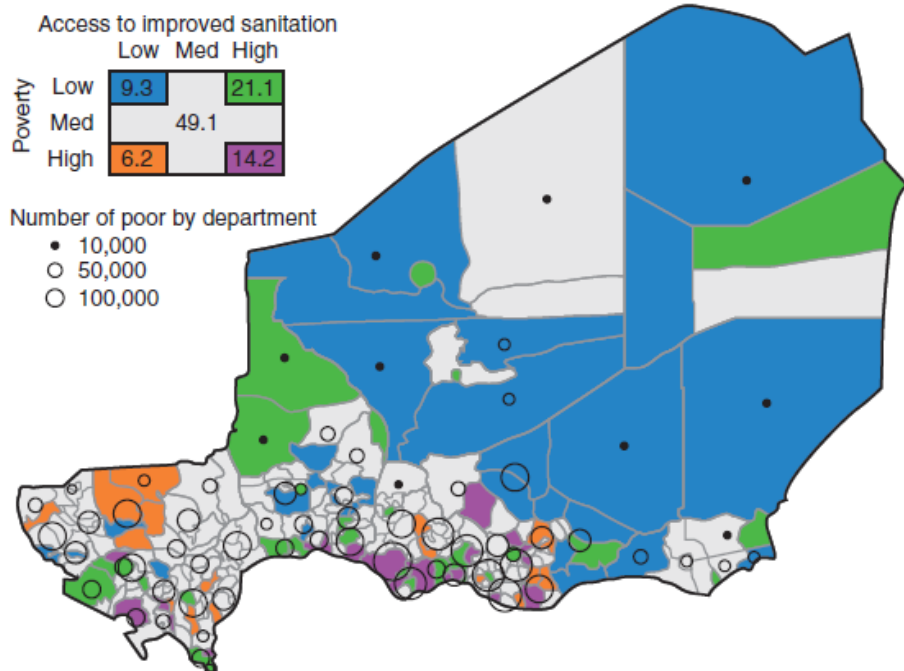 Access to improved sanitation
Low Med High
Poverty
Low 9.3 21.1
Med 49.1
High 6.2 14.2
Number of poor by department
10,000
50,000
100,000